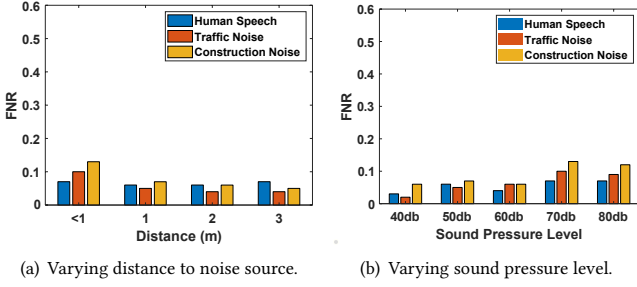 0.6
0.5
0.4
0.3
0.2
0.1
0
FNR
Human Speech
Traffic Noise
Construction Noise
<1 1 2 3
Distance (m)
(a) Varying distance to noise source.
0.6
0.5
0.4
0.3
0.2
0.1
0
FNR
Human Speech
Traffic Noise
Construction Noise
40db 50db 60db 70db 80db
Sound Pressure Level
(b) Varying sound pressure level.